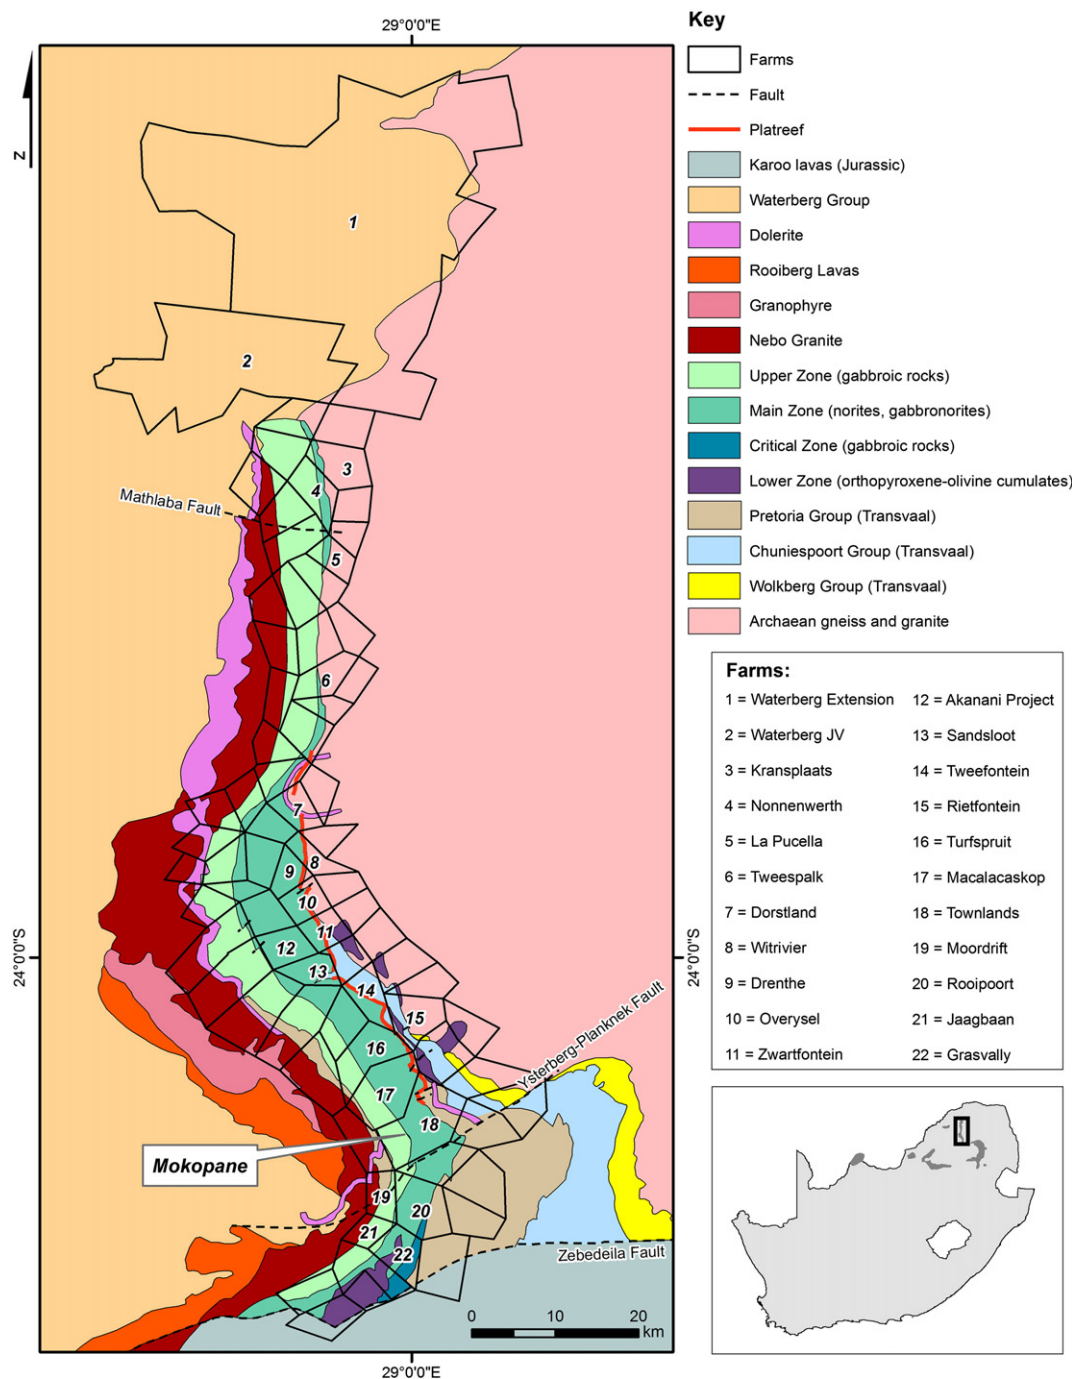 29°0'0"E
Key
Farms
Fault
Platreef
Karoo lavas (Jurassic)
Waterberg Group
Dolerite
Rooiberg Lavas
Granophyre
Nebo Granite
Upper Zone (gabbroic rocks)
Main Zone (norites, gabbronorites)
Critical Zone (gabbroic rocks)
Lower Zone (orthopyroxene-olivine cumulates)
Pretoria Group (Transvaal)
Chuniespoort Group (Transvaal)
Wolkberg Group (Transvaal)
Archaean gneiss and granite
N
1
2
3
4
Mathlaba Fault
5
6
7
8
9
10
11
12
13
14
15
16
17
18
19
20
21
22
24°0'0"S
24°0'0"S
Ysterberg-Planknek Fault
Mokopane
Zebedeila Fault
0 10 20
km
29°0'0"E
Farms:
1 = Waterberg Extension
2 = Waterberg JV
3 = Kransplaats
4 = Nonnenwerth
5 = La Pucella
6 = Tweespalk
7 = Dorstland
8 = Witrivier
9 = Drenthe
10 = Overysel
11 = Zwartfontein
12 = Akanani Project
13 = Sandsloot
14 = Tweefontein
15 = Rietfontein
16 = Turfspruit
17 = Macalacaskop
18 = Townlands
19 = Moordrift
20 = Rooipoort
21 = Jaagbaan
22 = Grasvally